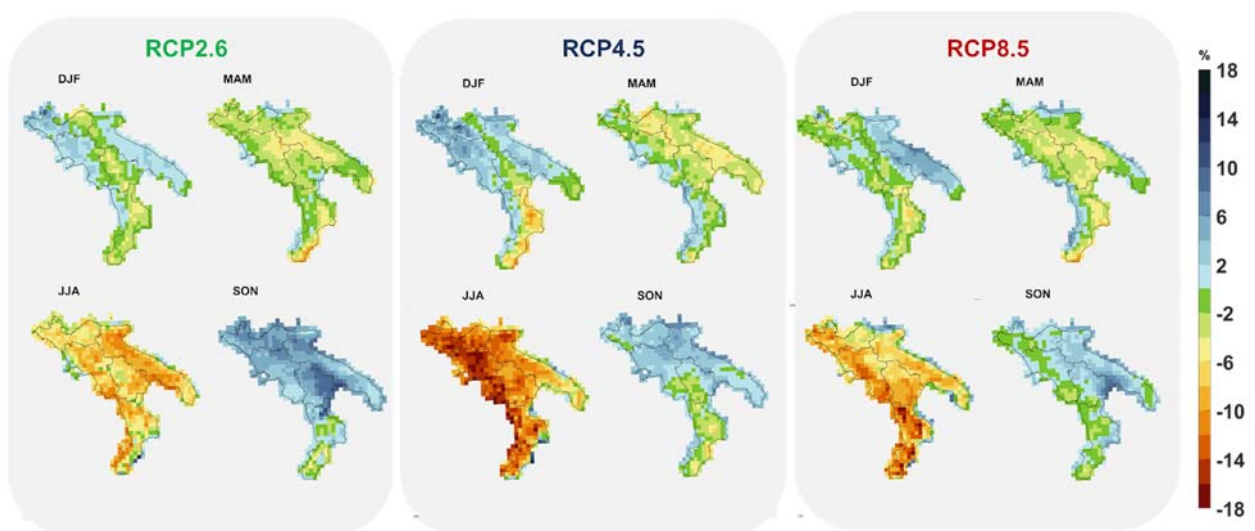 RCP2.6
RCP4.5
RCP8.5
DJF
MAM
DJF
MAM
DJF
MAM
JJA
SON
JJA
SON
JJA
SON
%
18
14
10
6
2
-2
-6
-10
-14
-18